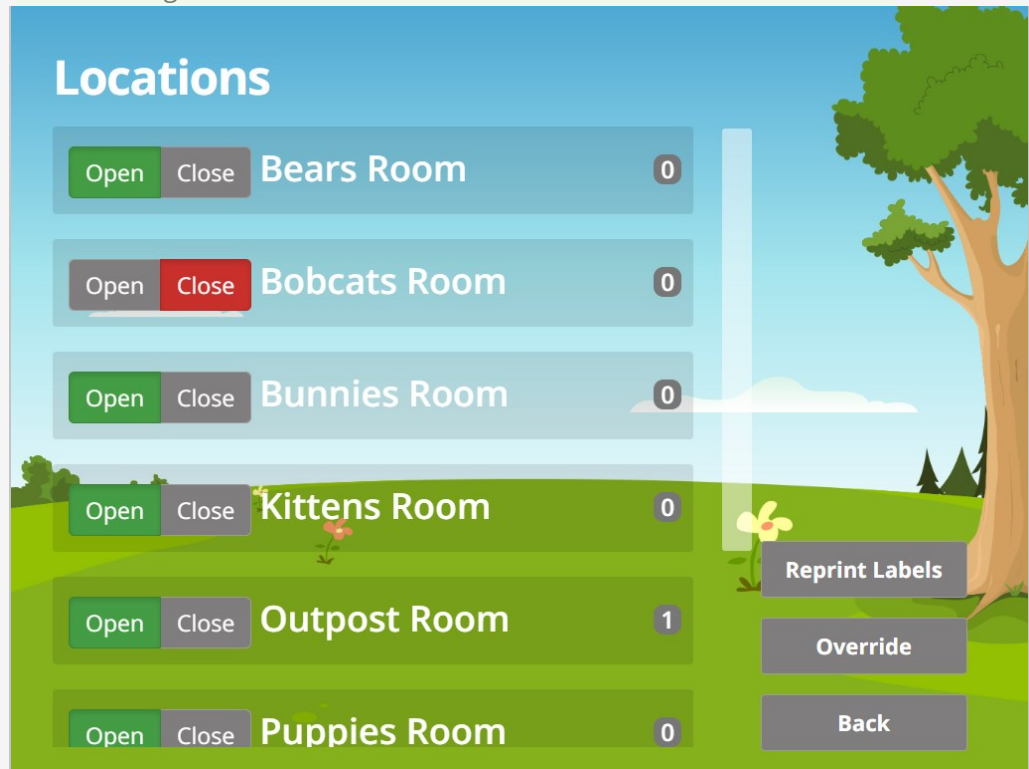 Locations
Open Close Bears Room 0
Open Close Bobcats Room 0
Open Close Bunnies Room 0
Open Close Kittens Room 0
Open Close Outpost Room 1
Open Close Puppies Room 0
Reprint Labels
Override
Back